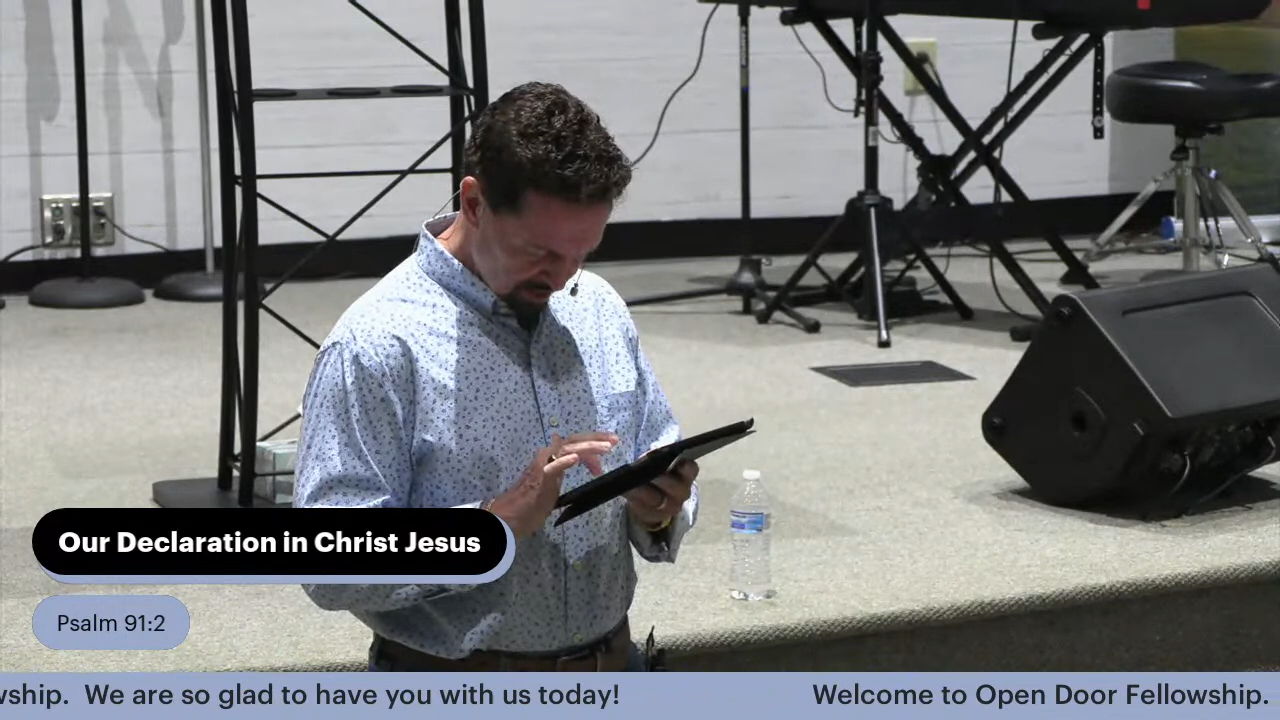 Our Declaration in Christ Jesus
Psalm 91:2
wship. We are so glad to have you with us today! Welcome to Open Door Fellowship.